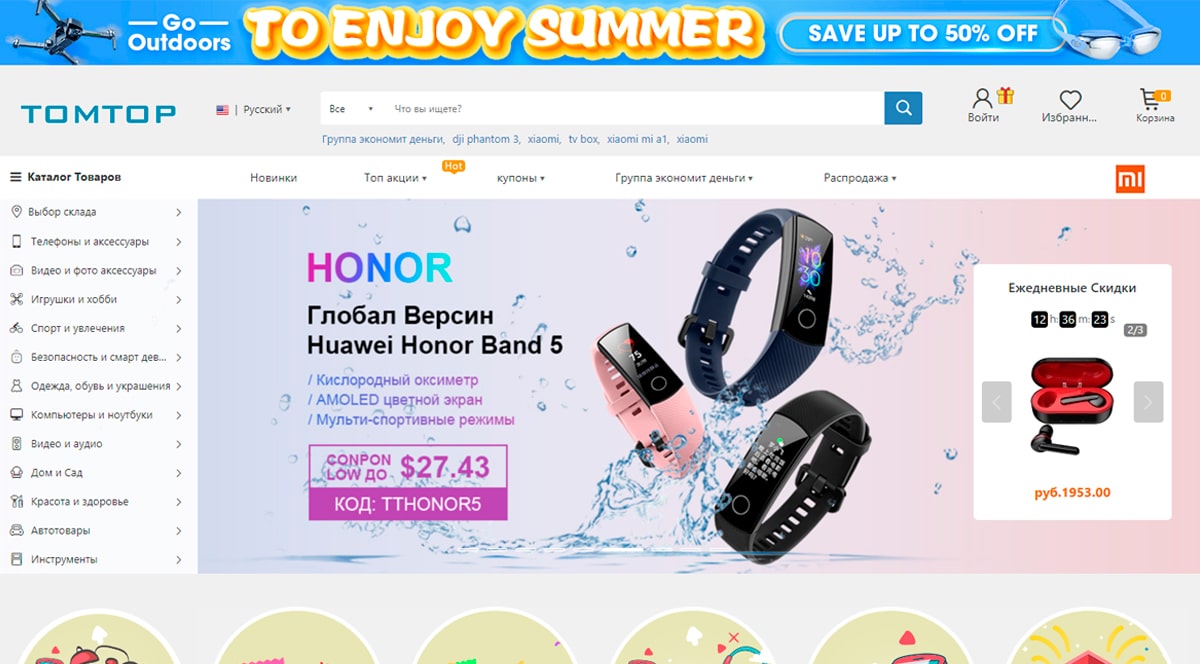 Go
Outdoors
TO ENJOY SUMMER
SAVE UP TO 50% OFF
TOMTOP
| Русский
Все
Что вы ищете?
Войти
Избранн...
0
Корзина
Группа экономит деньги, dji phantom 3, xiaomi, tv box, xiaomi mi a1, xiaomi
Каталог Товаров
Новинки
Топ акции
Hot
купоны
Группа экономит деньги
Распродажа
mi
Выбор склада
Телефоны и аксессуары
Видео и фото аксессуары
Игрушки и хобби
Спорт и увлечения
Безопасность и смарт дев...
Одежда, обувь и украшения
Компьютеры и ноутбуки
Видео и аудио
Дом и Сад
Красота и здоровье
Автотовары
Инструменты
HONOR
Глобал Версин
Huawei Honor Band 5
/ Кислородный оксиметр
/ AMOLED цветной экран
/ Мульти-спортивные режимы
CONPON
LOW ДО
$27.43
КОД: TTHONOR5
10
30
75
Ежедневные Скидки
12 h: 36 m: 23 s
2/3
руб.1953.00